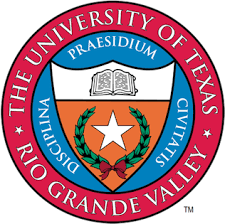 THE UNIVERSITY OF TEXAS
RIO GRANDE VALLEY
PRAESIDIUM
CIVITATIS
DISCIPLINA
TM